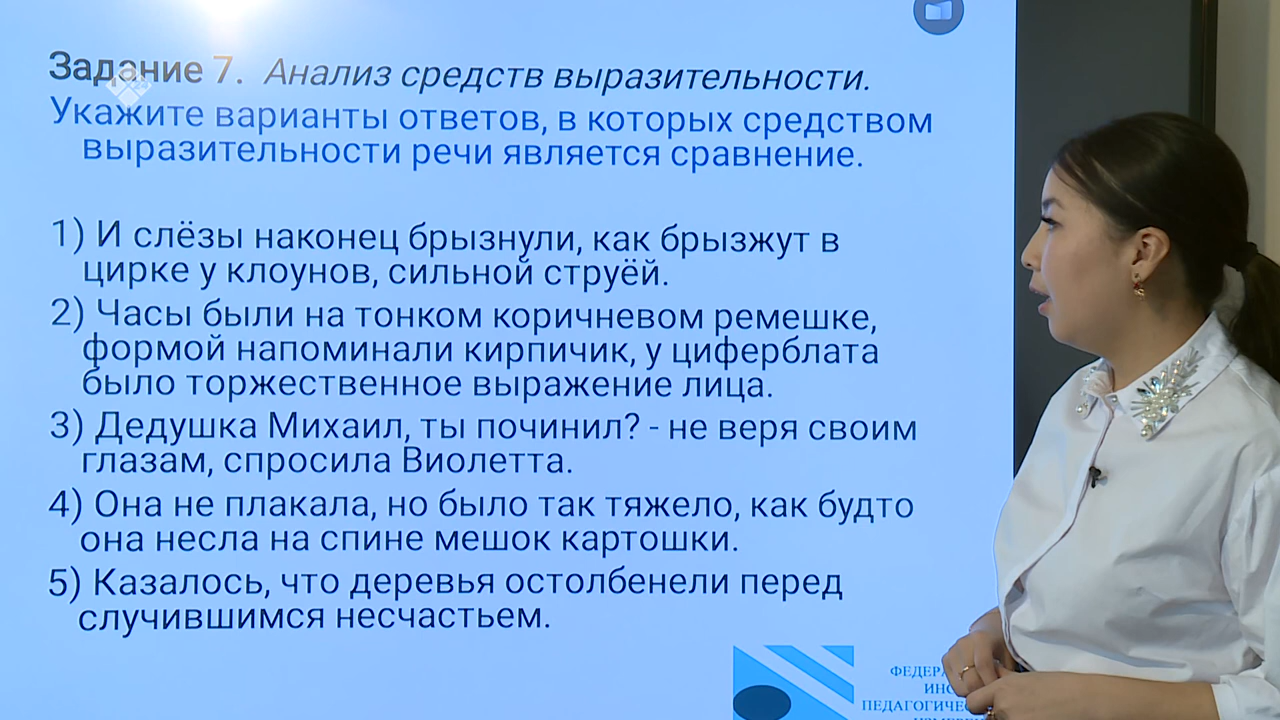 Задание 7. Анализ средств выразительности.
Укажите варианты ответов, в которых средством
выразительности речи является сравнение.
1) И слёзы наконец брызнули, как брызжут в
цирке у клоунов, сильной струёй.
2) Часы были на тонком коричневом ремешке,
формой напоминали кирпичик, у циферблата
было торжественное выражение лица.
3) Дедушка Михаил, ты починил? - не веря своим
глазам, спросила Виолетта.
4) Она не плакала, но было так тяжело, как будто
она несла на спине мешок картошки.
5) Казалось, что деревья остолбенели перед
случившимся несчастьем.